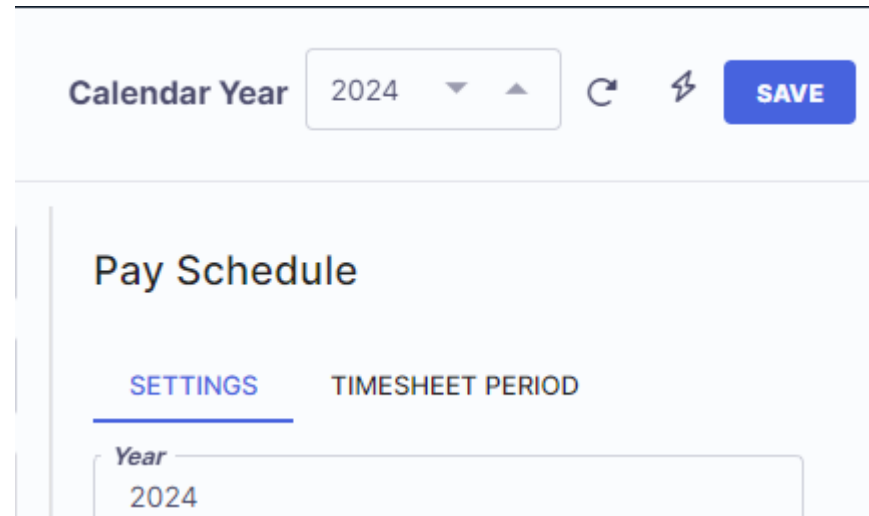 Calendar Year 2024 SAVE
Pay Schedule
SETTINGS TIMESHEET PERIOD
Year
2024